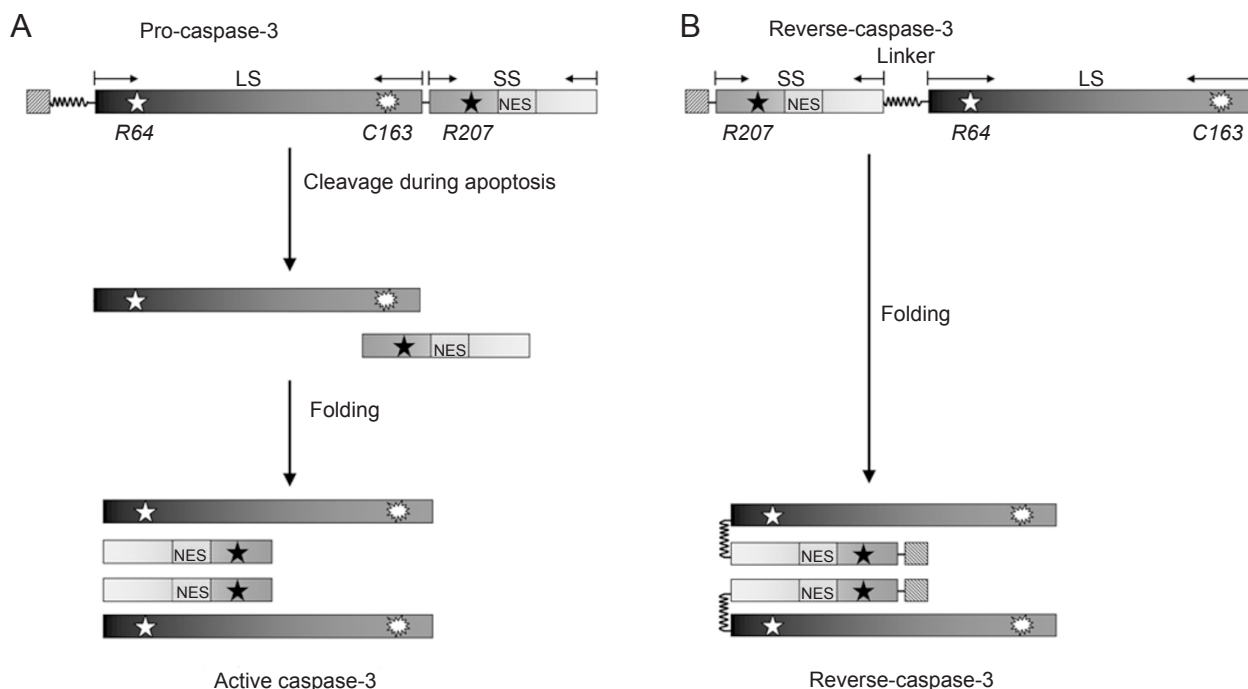 A
Pro-caspase-3
LS
SS
NES
R64
C163
R207
Cleavage during apoptosis
NES
Folding
NES
NES
Active caspase-3
B
Reverse-caspase-3
Linker
SS
LS
NES
R207
R64
C163
Folding
NES
NES
Reverse-caspase-3